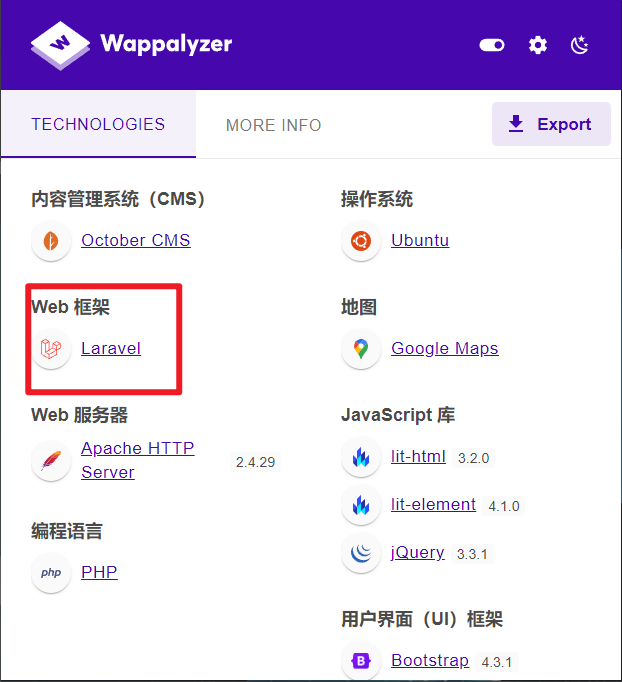 Wappalyzer
TECHNOLOGIES
MORE INFO
Export
内容管理系统（CMS）
October CMS
Web 框架
Laravel
Web 服务器
Apache HTTP
Server
2.4.29
编程语言
php
PHP
操作系统
Ubuntu
地图
Google Maps
JavaScript 库
lit-html 3.2.0
lit-element 4.1.0
jQuery 3.3.1
用户界面（UI）框架
B
Bootstrap 4.3.1